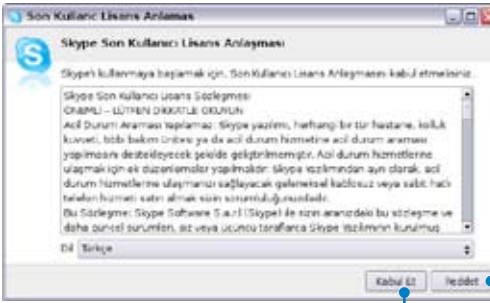 Son Kullanıc Lisans Anlamas
Skype Son Kullanıcı Lisans Anlaşması
Skype'ı kullanmaya başlamak için, Son Kullanıcı Lisans Anlaşmasını kabul etmelisiniz.
Skype Son Kullanıcı Lisans Sözleşmesi
ÖNEMLİ – LÜTFEN DİKKATLE OKUYUN
Acil Durum Araması Yapılamaz: Skype yazılımı, herhangi bir tür hastane, kolluk
kuvveti, tıbbi bakım ünitesi ya da acil durum hizmetine acil durum araması
yapılmasını destekleyecek şekilde geliştirilmemiştir. Acil durum hizmetlerine
ulaşmak için ek düzenlemeler yapılmalıdır. Skype Yazılımından ayrı olarak, acil
durum hizmetlerine ulaşmanızı sağlayacak geleneksel kablosuz veya sabit hatlı
telefon hizmeti satın almak sizin sorumluluğunuzdadır.
Bu Sözleşme: Skype Software S.a.r.l (Skype) ile sizin aranızdaki bu sözleşme ve
daha güncel sürümleri, siz veya üçüncü taraflarca Skype Yazılımının kurulmuş
Dil Türkçe
Kabul Et Reddet